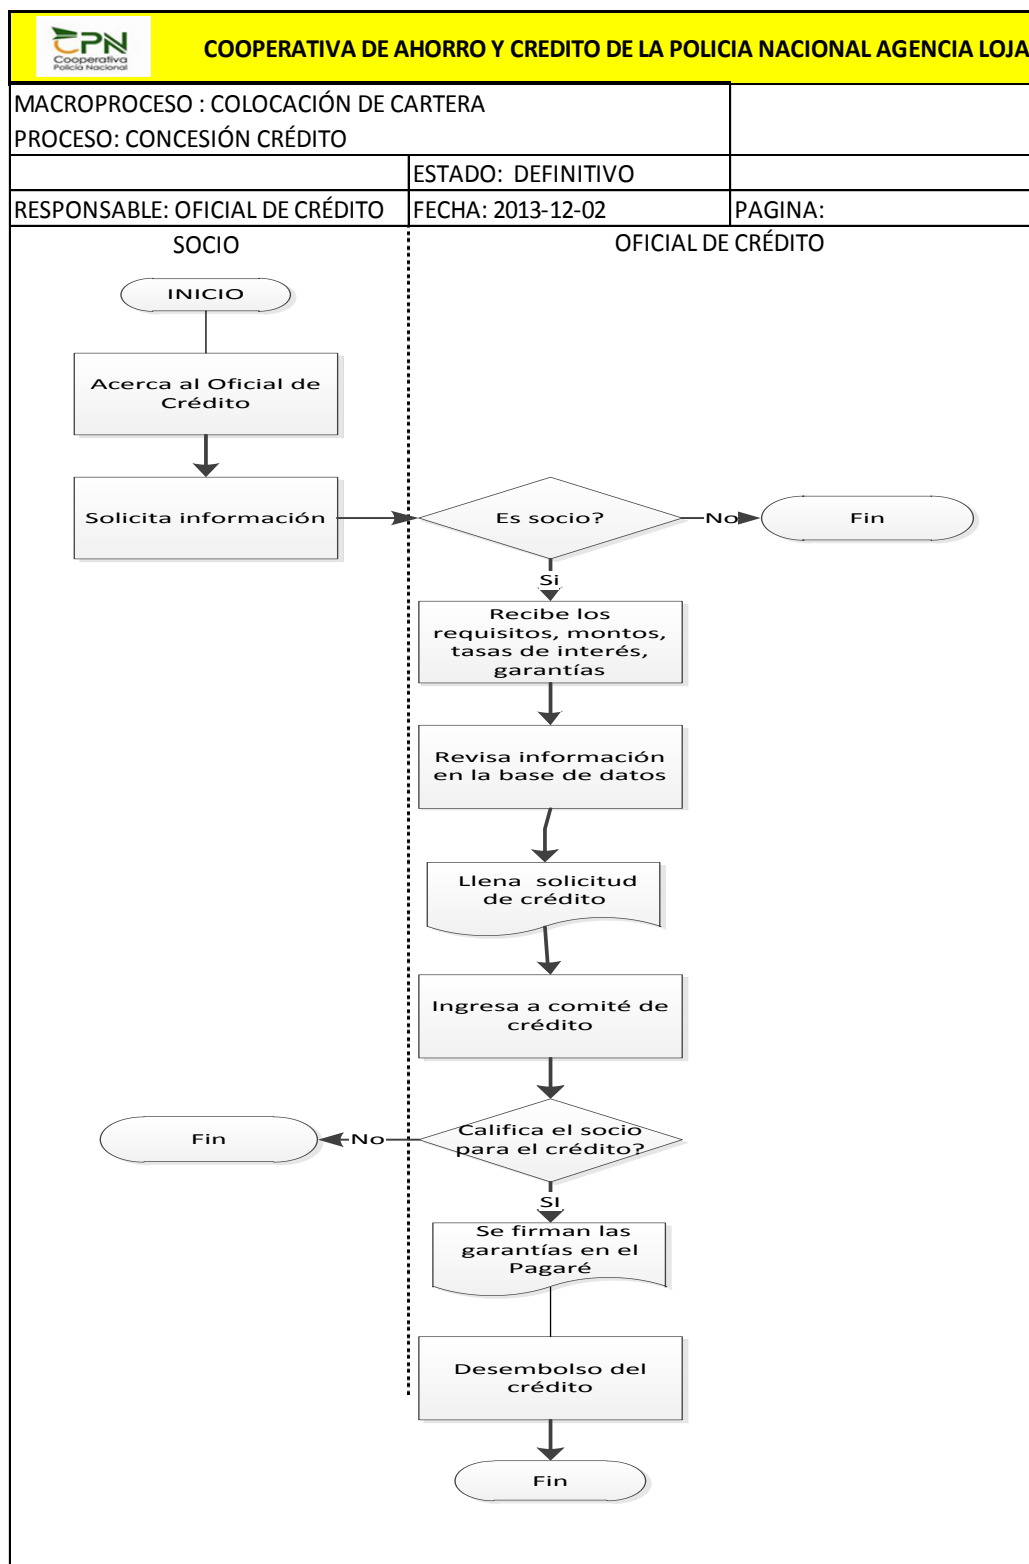 CPN
Cooperativa
Policía Nacional
COOPERATIVA DE AHORRO Y CREDITO DE LA POLICIA NACIONAL AGENCIA LOJA
MACROPROCESO : COLOCACIÓN DE CARTERA
PROCESO: CONCESIÓN CRÉDITO
ESTADO: DEFINITIVO
RESPONSABLE: OFICIAL DE CRÉDITO
FECHA: 2013-12-02
PAGINA:
SOCIO
OFICIAL DE CRÉDITO
INICIO
Acerca al Oficial de
Crédito
Solicita información
Es socio?
No
Fin
Si
Recibe los
requisitos, montos,
tasas de interés,
garantías
Revisa información
en la base de datos
Llena solicitud
de crédito
Ingresa a comité de
crédito
Califica el socio
para el crédito?
No
Fin
SI
Se firman las
garantías en el
Pagaré
Desembolso del
crédito
Fin